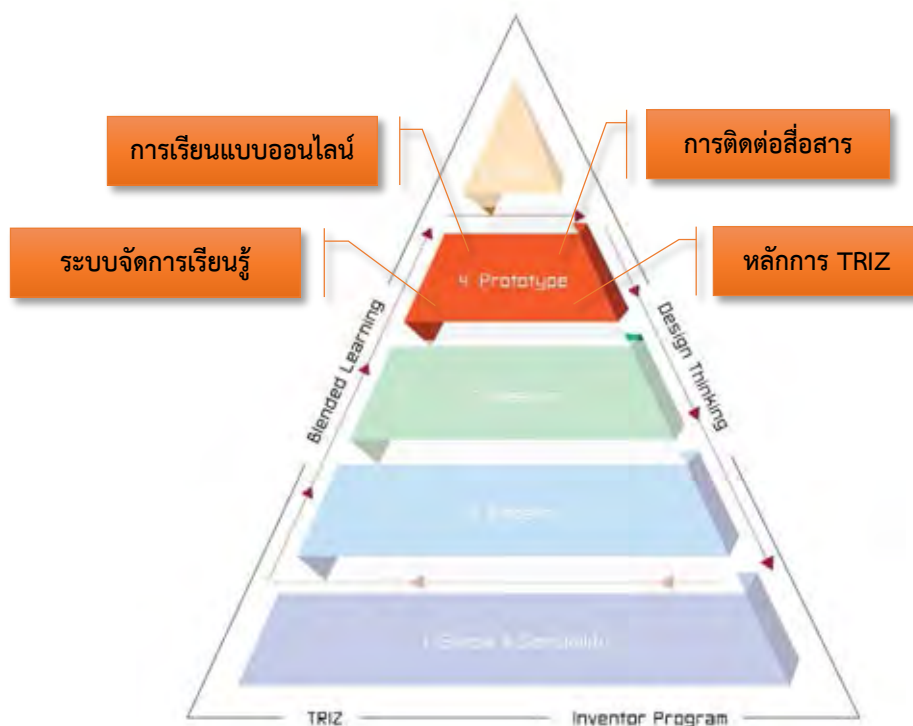 การเรียนแบบออนไลน์
การติดต่อสื่อสาร
ระบบจัดการเรียนรู้
หลักการ TRIZ
4 Prototype
Blended Learning
Design Thinking
TRIZ
Inventor Program